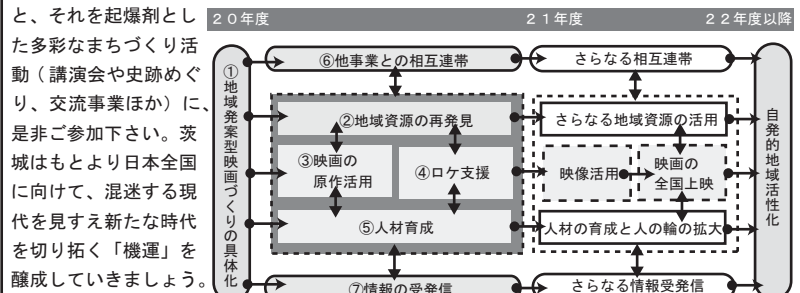 と、それを起爆剤とし
た多彩なまちづくり活
動（講演会や史跡めぐ
り、交流事業ほか）に、
是非ご参加下さい。茨
城はもとより日本全国
に向けて、混迷する現
代を見すえ新たな時代
を切り拓く「機運」を
醸成していきましょう。
２０年度
２１年度
２２年度以降
①地域発案型映画づくりの具体化
⑥他事業との相互連帯
さらなる相互連帯
②地域資源の再発見
さらなる地域資源の活用
③映画の
原作活用
④ロケ支援
映像活用
映画の
全国上映
⑤人材育成
人材の育成と人の輪の拡大
⑦情報の受発信
さらなる情報受発信
自発的地域活性化